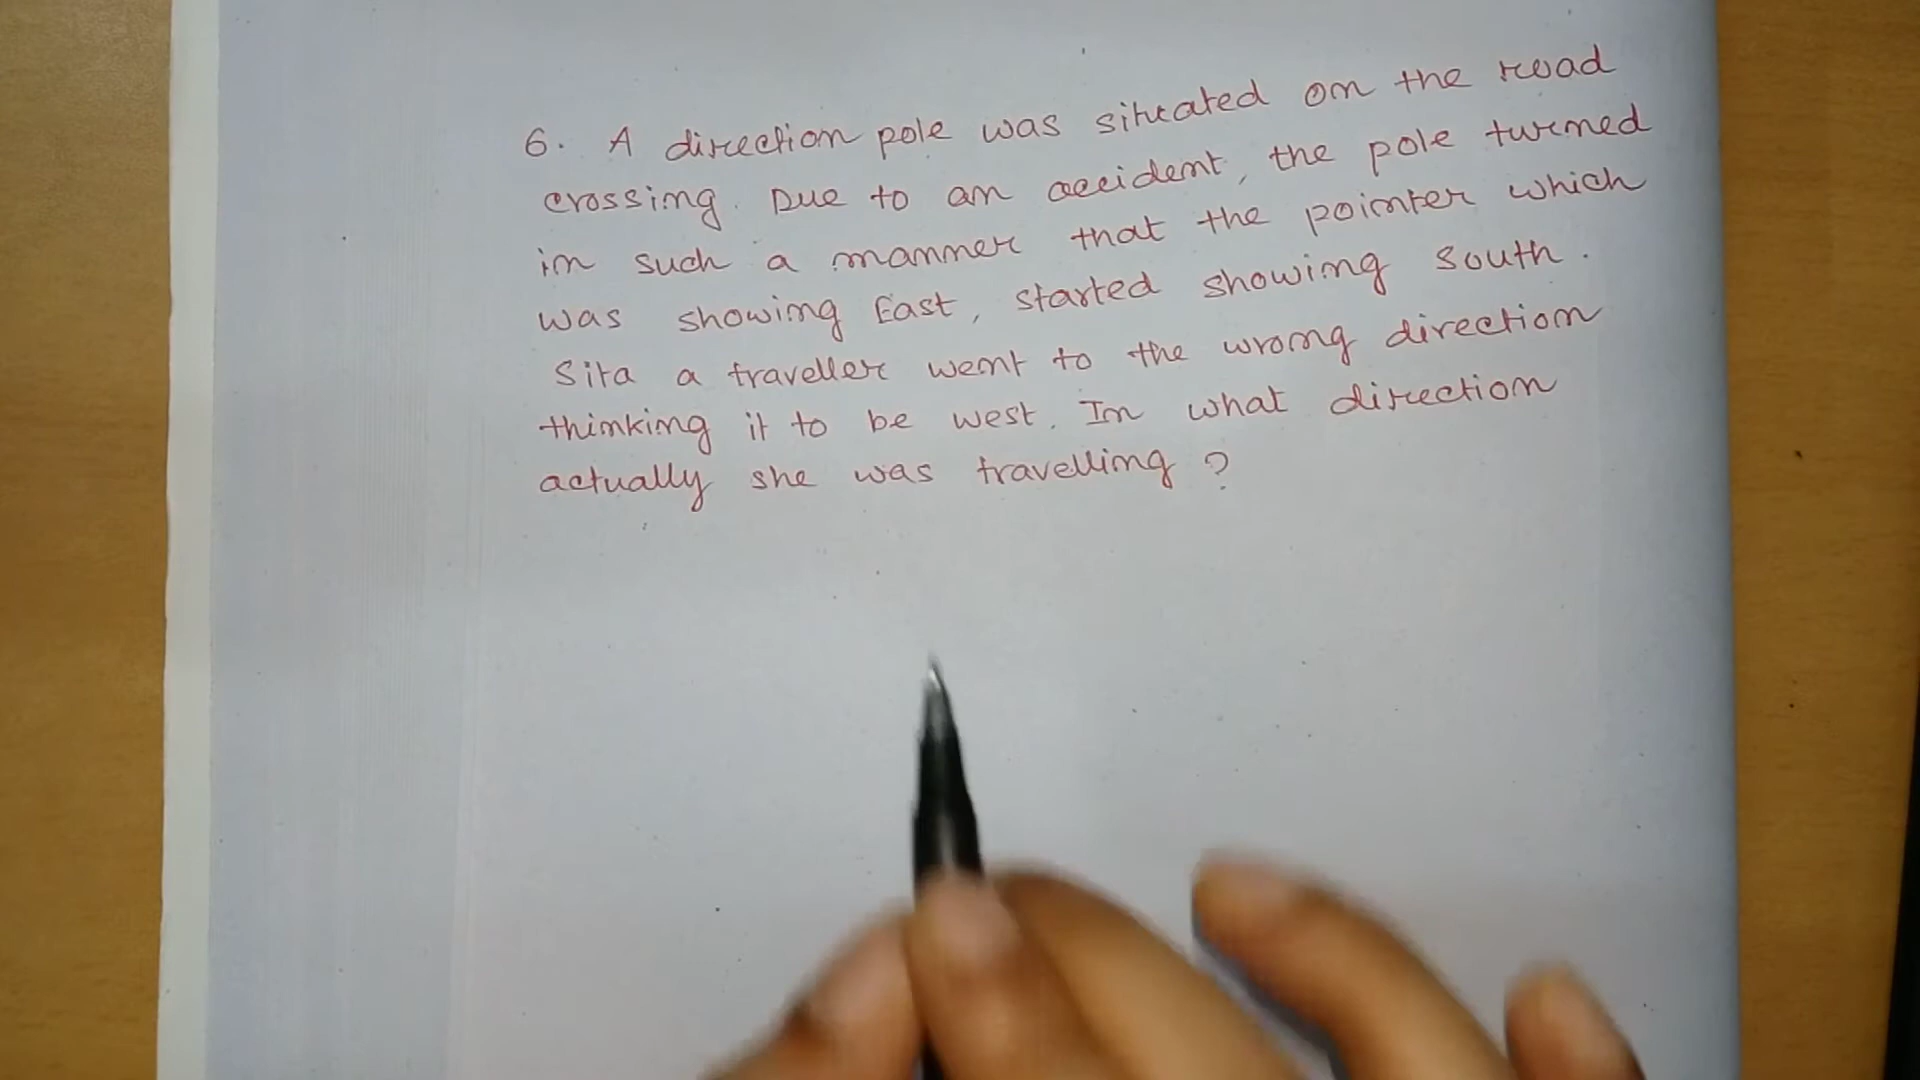 6. A direction pole was situated on the road
crossing. Due to an accident, the pole turned
in such a manner that the pointer which
was showing East, started showing south.
Sita a traveller went to the wrong direction
thinking it to be west. In what direction
actually she was travelling ?